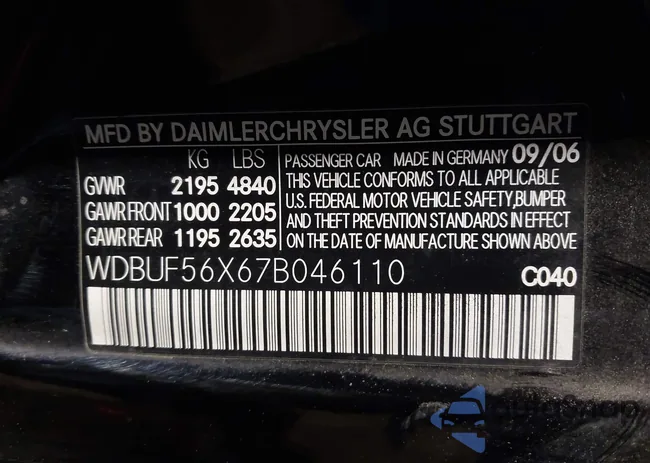 MFD BY DAIMLERCHRYSLER AG STUTTGART
KG LBS
GVWR 2195 4840
GAWR FRONT 1000 2205
GAWR REAR 1195 2635
PASSENGER CAR MADE IN GERMANY 09/06
THIS VEHICLE CONFORMS TO ALL APPLICABLE
U.S. FEDERAL MOTOR VEHICLE SAFETY,BUMPER
AND THEFT PREVENTION STANDARDS IN EFFECT
ON THE DATE OF MANUFACTURE SHOWN ABOVE
WDBUF56X67B046110 C040
AutoShop